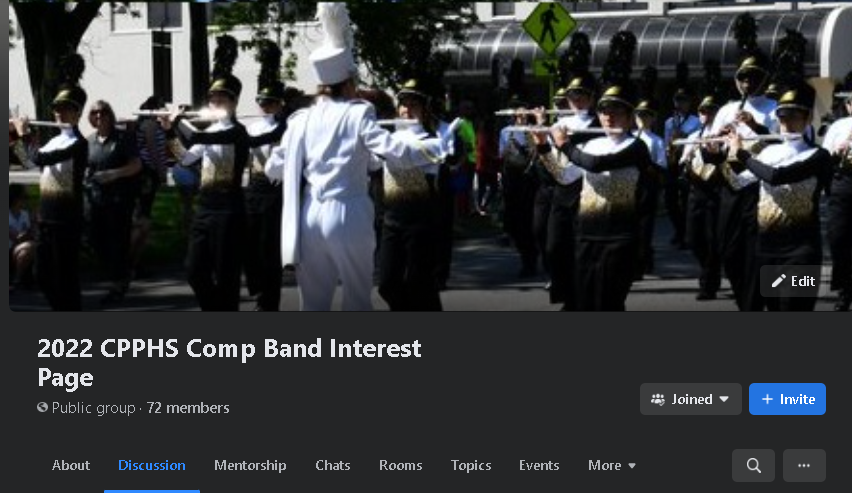 Edit
2022 CPPHS Comp Band Interest
Page
Public group · 72 members
Joined
+ Invite
About Discussion Mentorship Chats Rooms Topics Events More